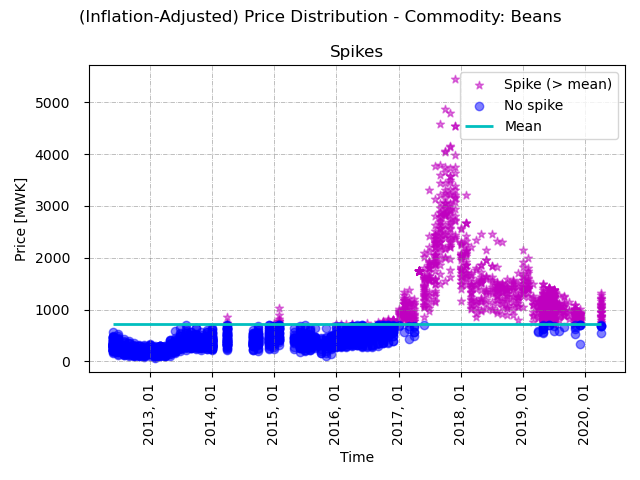 (Inflation-Adjusted) Price Distribution - Commodity: Beans
Spikes
Spike (> mean)
No spike
Mean
Price [MWK]
5000
4000
3000
2000
1000
0
2013, 01
2014, 01
2015, 01
2016, 01
2017, 01
2018, 01
2019, 01
2020, 01
Time